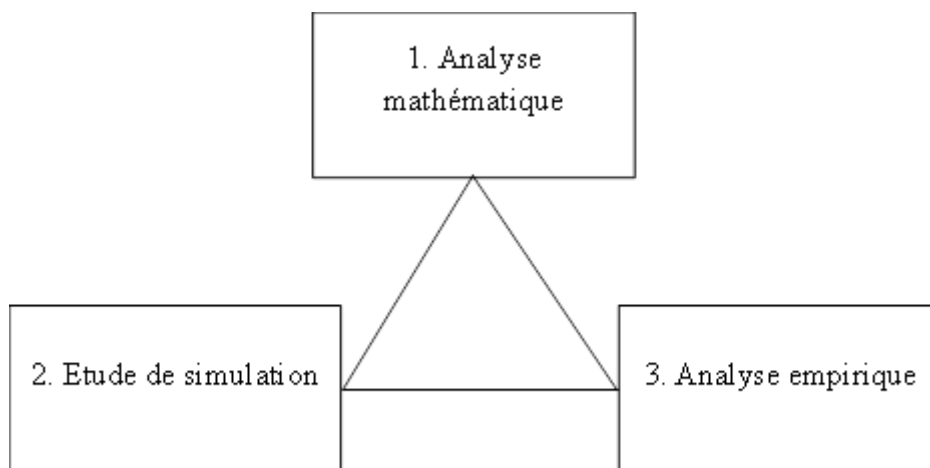 1. Analyse
mathématique
2. Etude de simulation
3. Analyse empirique